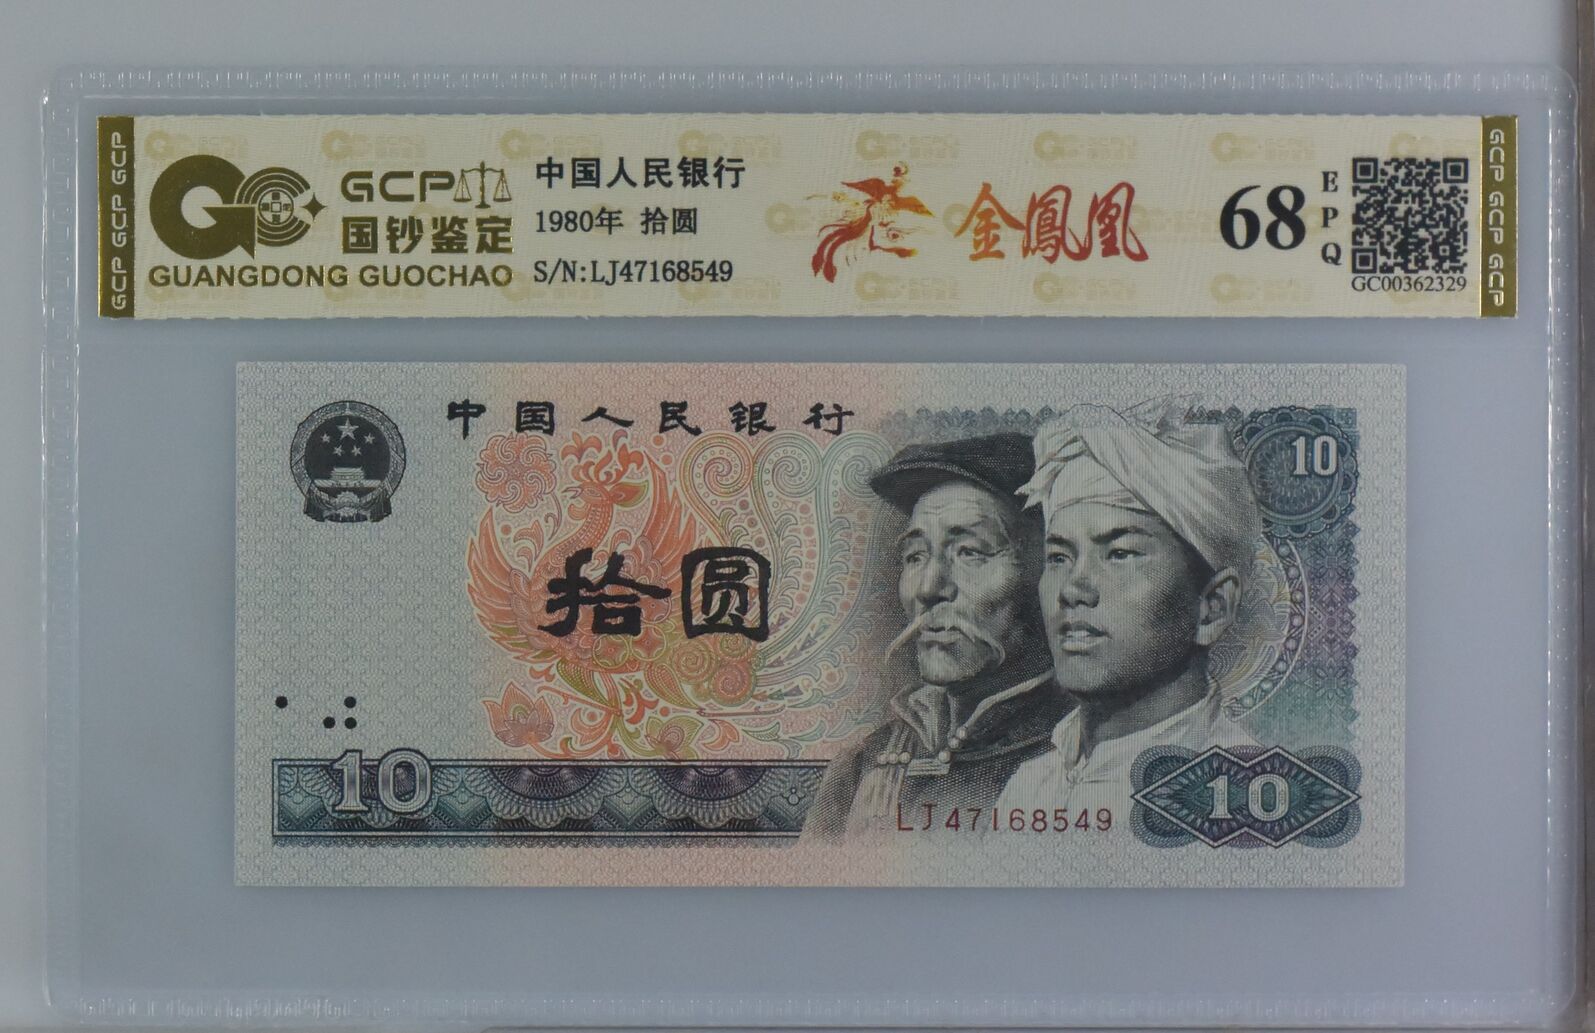 GCP GCP GCP
GCP
国钞鉴定
GUANGDONG GUOCHAO
中国人民银行
1980年 拾圆
S/N:LJ47168549
金鳳凰
68
EPQ
GC00362329
GCP GCP GCP
中国人民银行
10
拾圆
10
LJ47168549
10